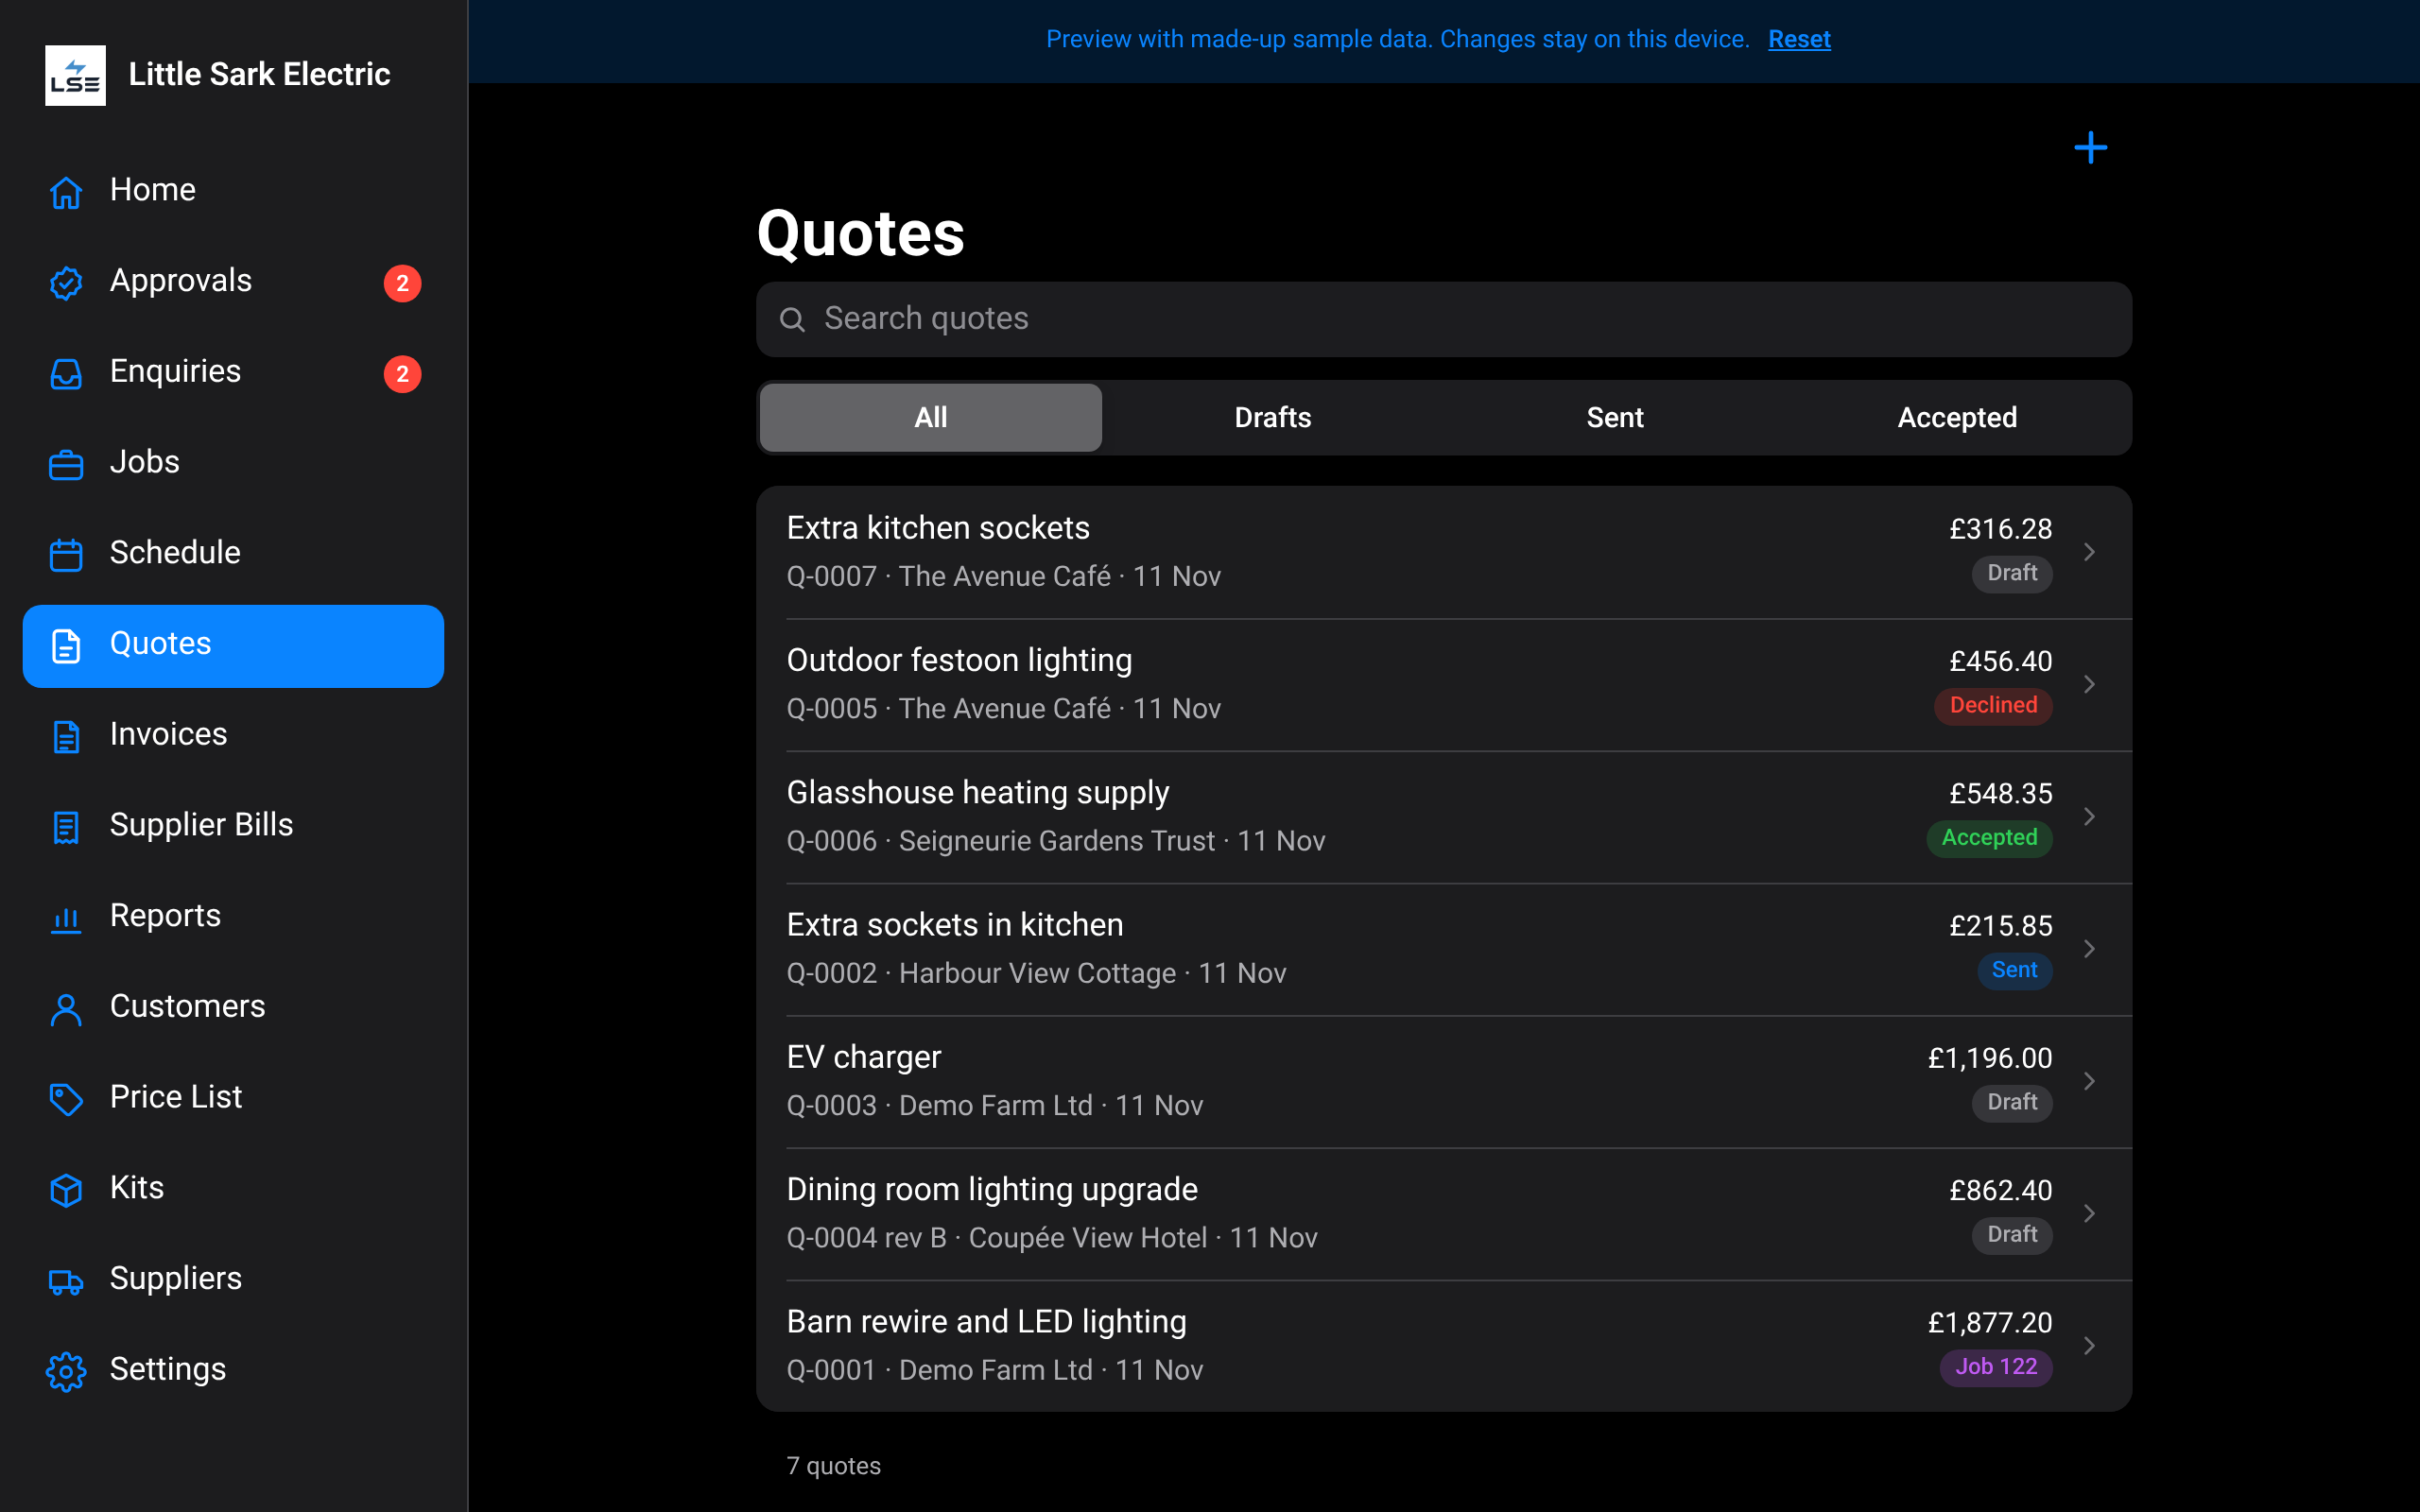 LSE
Little Sark Electric
Home
Approvals 2
Enquiries 2
Jobs
Schedule
Quotes
Invoices
Supplier Bills
Reports
Customers
Price List
Kits
Suppliers
Settings
Preview with made-up sample data. Changes stay on this device. Reset
Quotes
Search quotes
All Drafts Sent Accepted
Extra kitchen sockets £316.28
Q-0007 · The Avenue Café · 11 Nov Draft
Outdoor festoon lighting £456.40
Q-0005 · The Avenue Café · 11 Nov Declined
Glasshouse heating supply £548.35
Q-0006 · Seigneurie Gardens Trust · 11 Nov Accepted
Extra sockets in kitchen £215.85
Q-0002 · Harbour View Cottage · 11 Nov Sent
EV charger £1,196.00
Q-0003 · Demo Farm Ltd · 11 Nov Draft
Dining room lighting upgrade £862.40
Q-0004 rev B · Coupée View Hotel · 11 Nov Draft
Barn rewire and LED lighting £1,877.20
Q-0001 · Demo Farm Ltd · 11 Nov Job 122
7 quotes